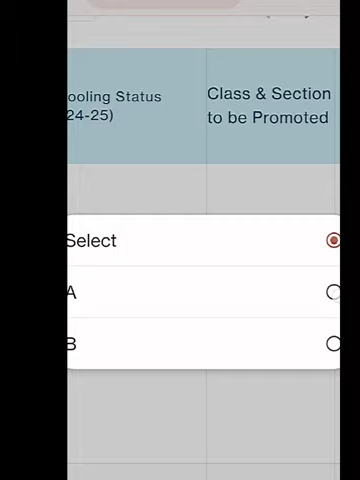 ooling Status
24-25)
Class & Section
to be Promoted
Select
A
B